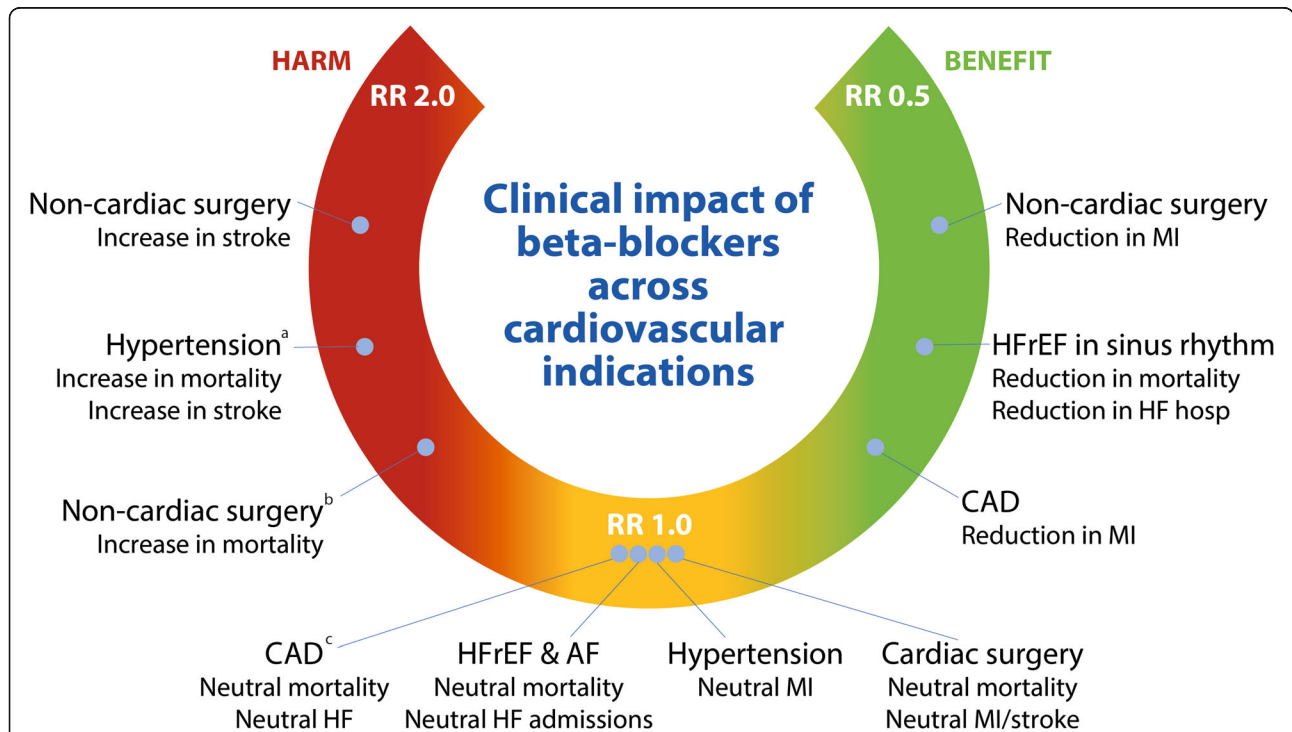 HARM
BENEFIT
RR 2.0
RR 0.5
Clinical impact of
beta-blockers
across
cardiovascular
indications
Non-cardiac surgery
Increase in stroke
Hypertensionᵃ
Increase in mortality
Increase in stroke
Non-cardiac surgeryᵇ
Increase in mortality
Non-cardiac surgery
Reduction in MI
HFrEF in sinus rhythm
Reduction in mortality
Reduction in HF hosp
CAD
Reduction in MI
RR 1.0
CADᶜ
Neutral mortality
Neutral HF
HFrEF & AF
Neutral mortality
Neutral HF admissions
Hypertension
Neutral MI
Cardiac surgery
Neutral mortality
Neutral MI/stroke